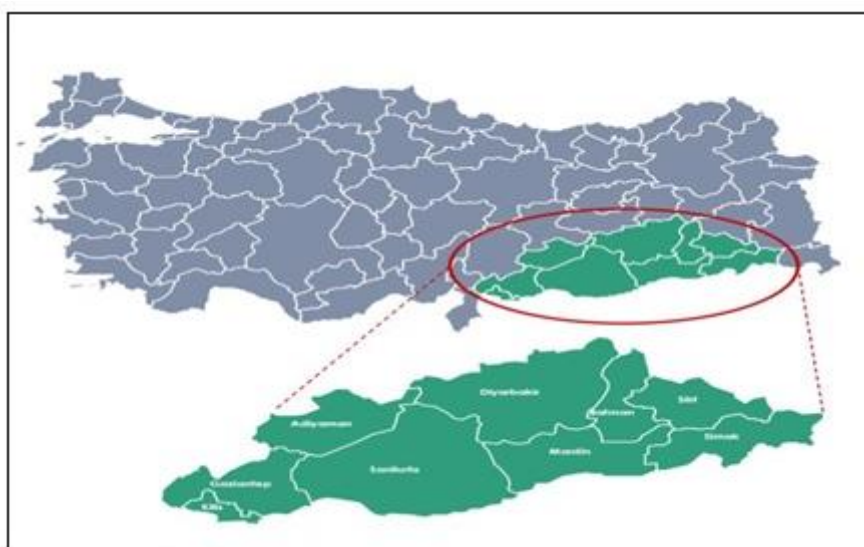 Diyarbakır
Batman
Siirt
Adıyaman
Şırnak
Mardin
Şanlıurfa
Gaziantep
Kilis